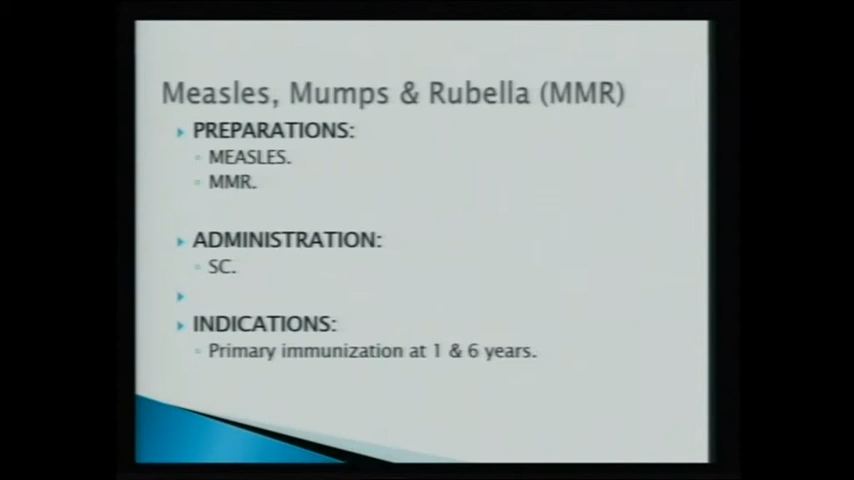 Measles, Mumps & Rubella (MMR)
PREPARATIONS:
MEASLES.
MMR.
ADMINISTRATION:
SC.
INDICATIONS:
Primary immunization at 1 & 6 years.